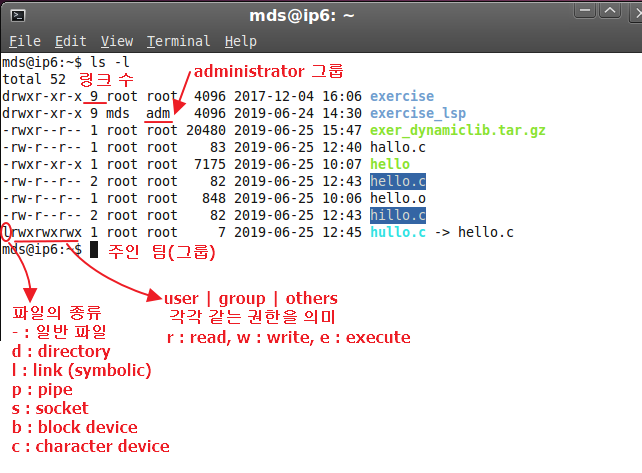 mds@ip6: ~
File Edit View Terminal Help
mds@ip6:~$ ls -l
total 52 링크 수
administrator 그룹
drwxr-xr-x 9 root root 4096 2017-12-04 16:06 exercise
drwxr-xr-x 9 mds adm 4096 2019-06-24 14:30 exercise_lsp
-rwxr--r-- 1 root root 20480 2019-06-25 15:47 exer_dynamiclib.tar.gz
-rw-r--r-- 1 root root 83 2019-06-25 12:40 hallo.c
-rwxr-xr-x 1 root root 7175 2019-06-25 10:07 hello
-rw-r--r-- 2 root root 82 2019-06-25 12:43 hello.c
-rw-r--r-- 1 root root 848 2019-06-25 10:06 hello.o
-rw-r--r-- 2 root root 82 2019-06-25 12:43 hillo.c
lrwxrwxrwx 1 root root 7 2019-06-25 12:45 hullo.c -> hello.c
mds@ip6:~$ 주인 팀(그룹)
user | group | others
각각 같은 권한을 의미
r : read, w : write, e : execute
파일의 종류
- : 일반 파일
d : directory
l : link (symbolic)
p : pipe
s : socket
b : block device
c : character device